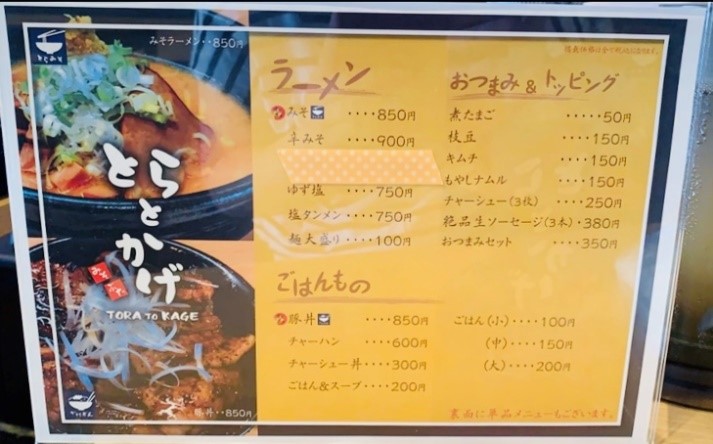 みそラーメン‥850円
とらとかげ
TORA TO KAGE
豚丼‥850円
ラーメン
みそ ‥‥850円
辛みそ ‥‥900円
ゆず塩 ‥‥750円
塩タンメン‥‥750円
麺大盛り‥‥100円
おつまみ & トッピング
煮たまご ‥‥‥50円
枝豆 ‥‥‥150円
キムチ ‥‥‥150円
もやしナムル ‥‥‥150円
チャーシュー(3枚) ‥‥250円
絶品生ソーセージ(3本)・380円
おつまみセット ‥‥350円
ごはんもの
豚丼 ‥‥850円
チャーハン ‥‥600円
チャーシュー丼‥‥300円
ごはん&スープ‥‥200円
ごはん(小)‥‥100円
(中)‥‥150円
(大)‥‥200円
裏面に単品メニューもございます。